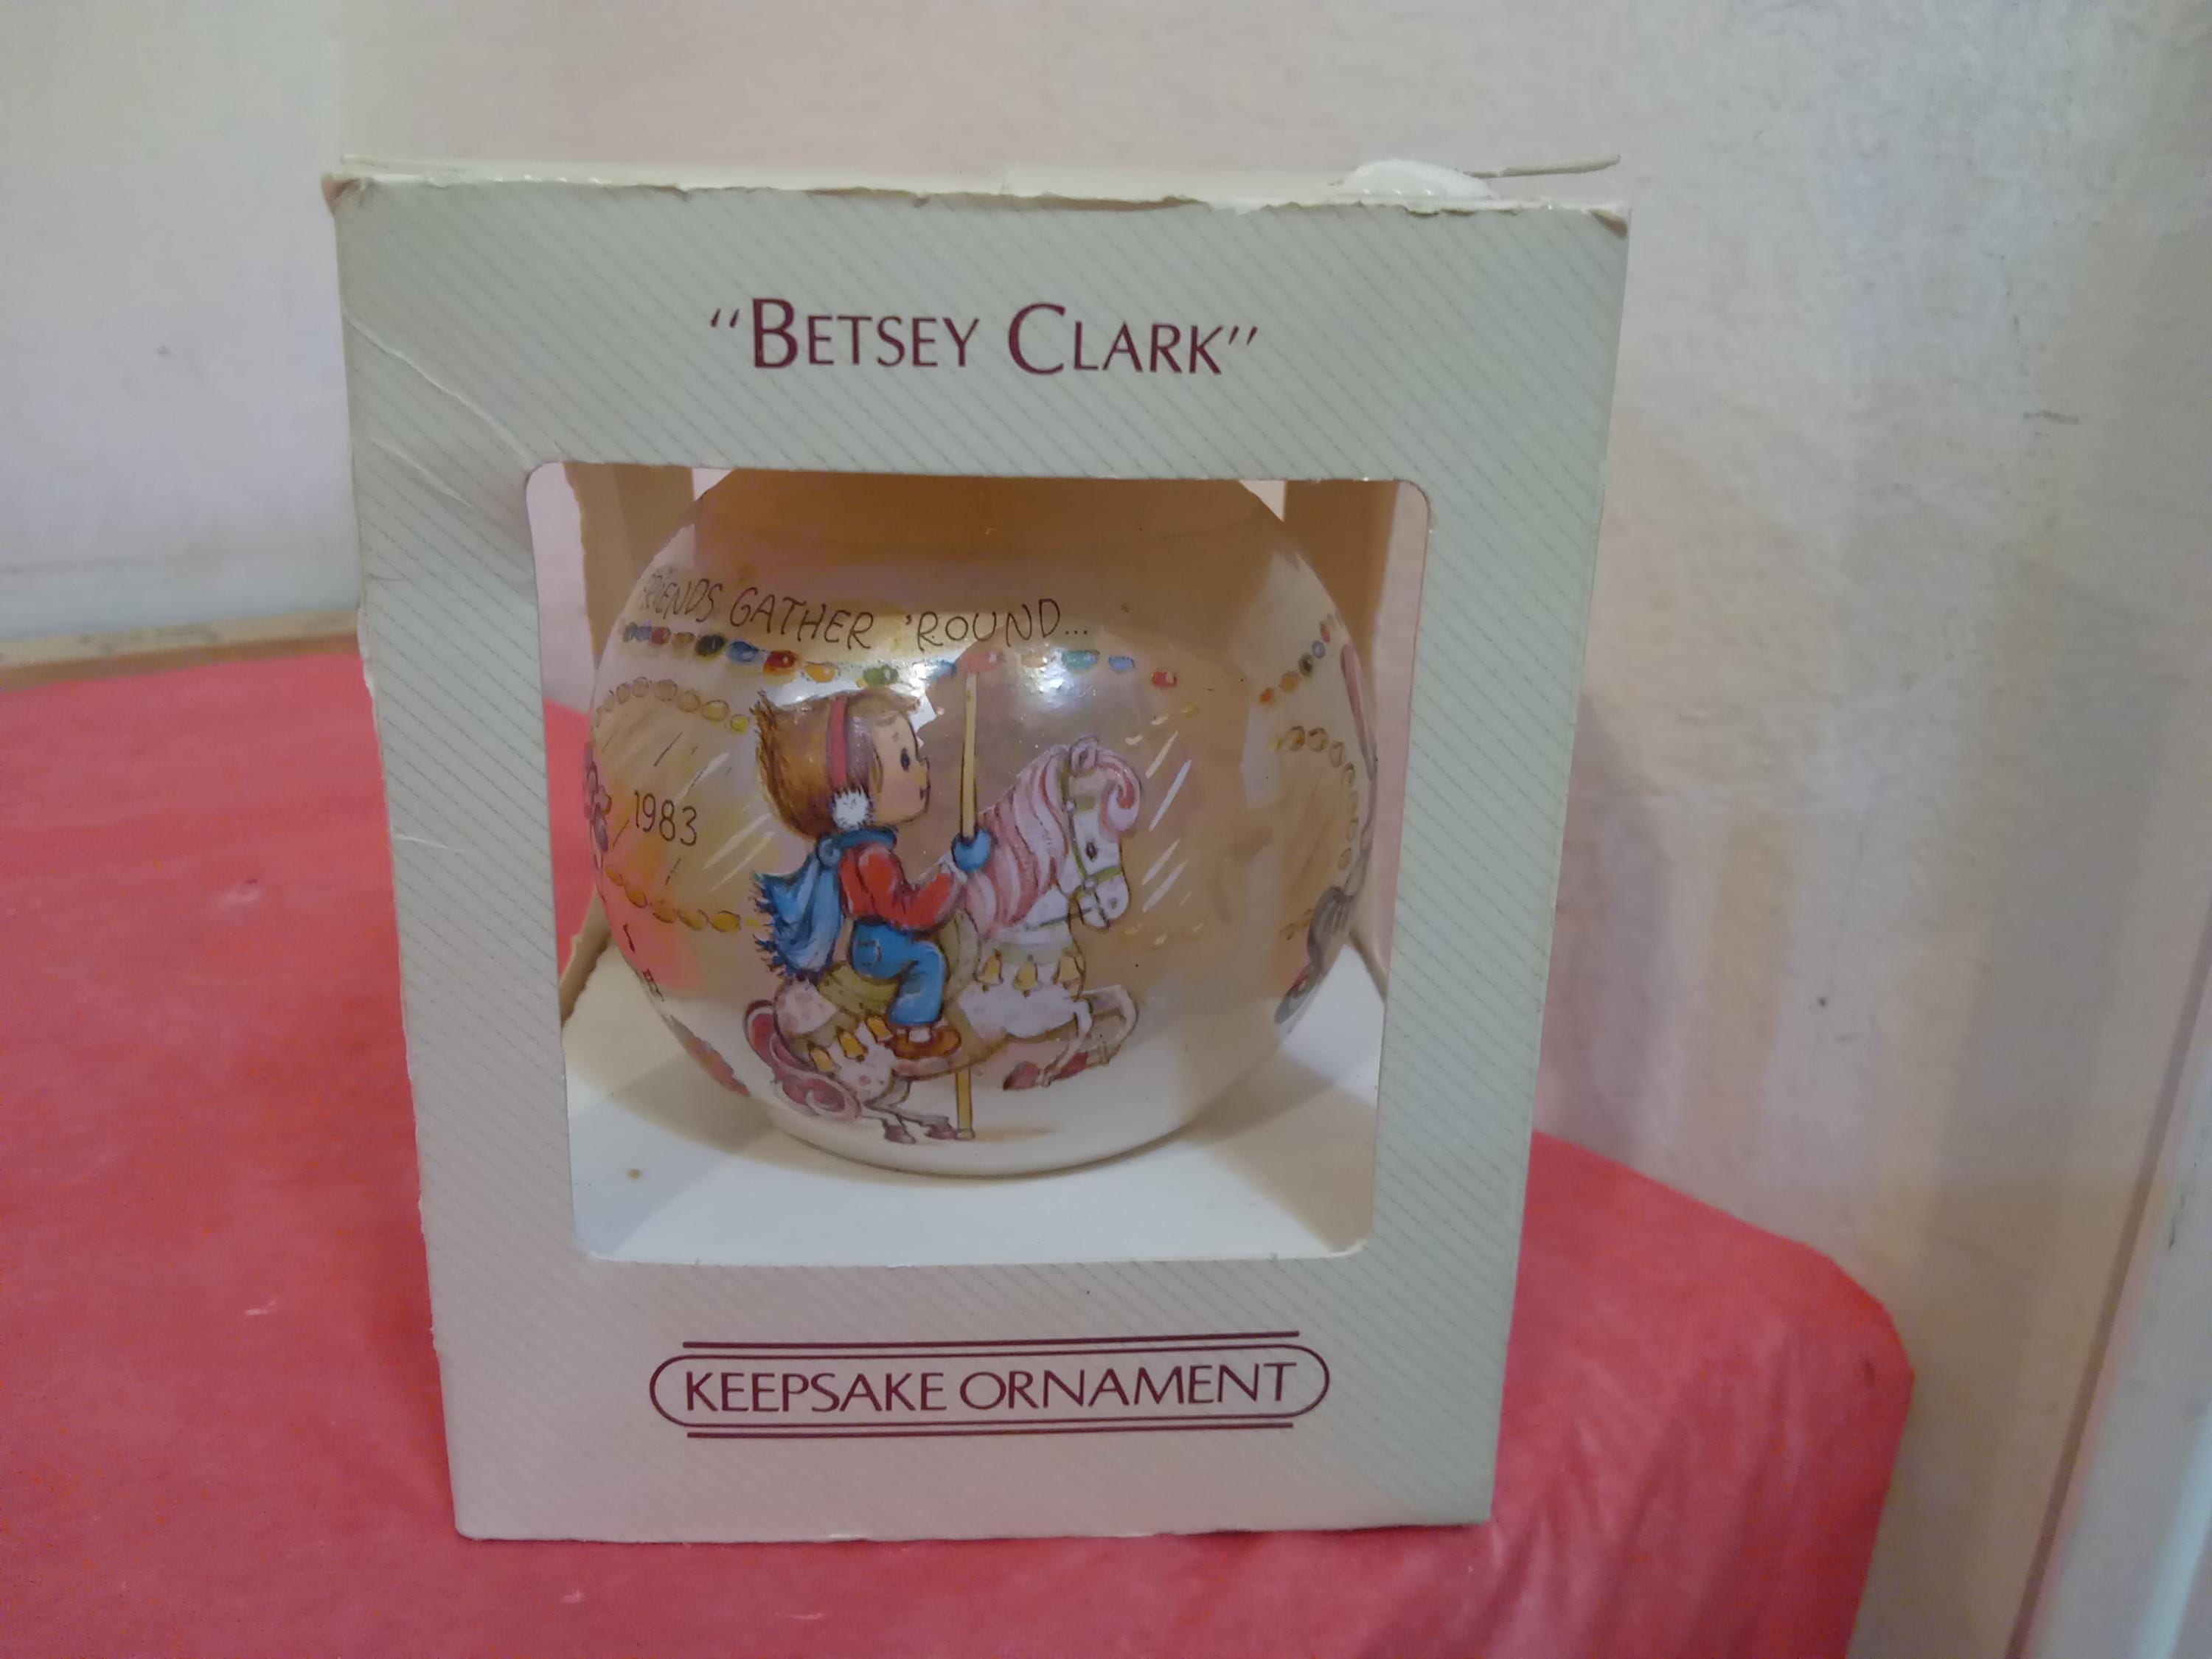 "BETSEY CLARK"
FRIENDS GATHER 'ROUND...
1983
KEEPSAKE ORNAMENT